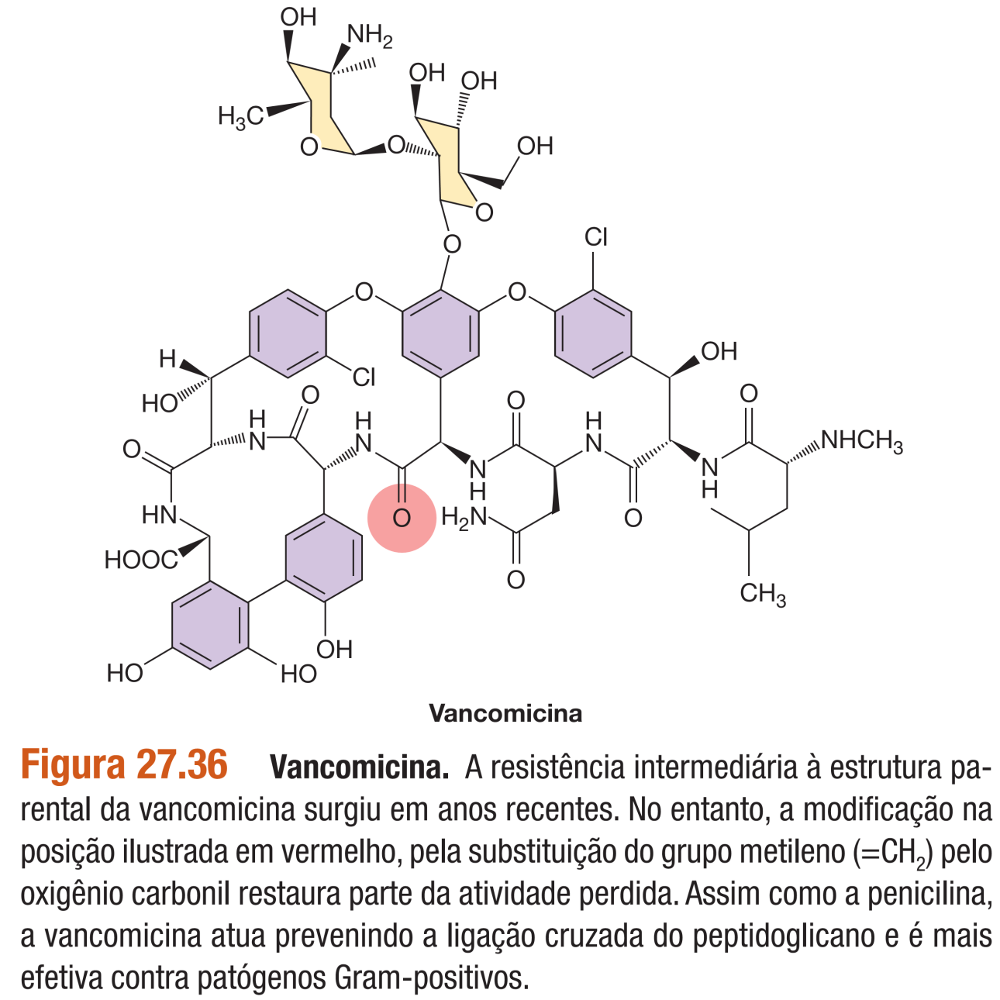 OH
NH2
OH
OH
H3C
O
O
OH
O
O
Cl
O
O
H
Cl
OH
HO
O
O
O
H
N
H
N
H
N
O
NHCH3
N
H
N
H
HN
O
H2N
O
HOOC
O
CH3
OH
HO
HO
Vancomicina
Figura 27.36 Vancomicina. A resistência intermediária à estrutura pa-
rental da vancomicina surgiu em anos recentes. No entanto, a modificação na
posição ilustrada em vermelho, pela substituição do grupo metileno (=CH2) pelo
oxigênio carbonil restaura parte da atividade perdida. Assim como a penicilina,
a vancomicina atua prevenindo a ligação cruzada do peptidoglicano e é mais
efetiva contra patógenos Gram-positivos.